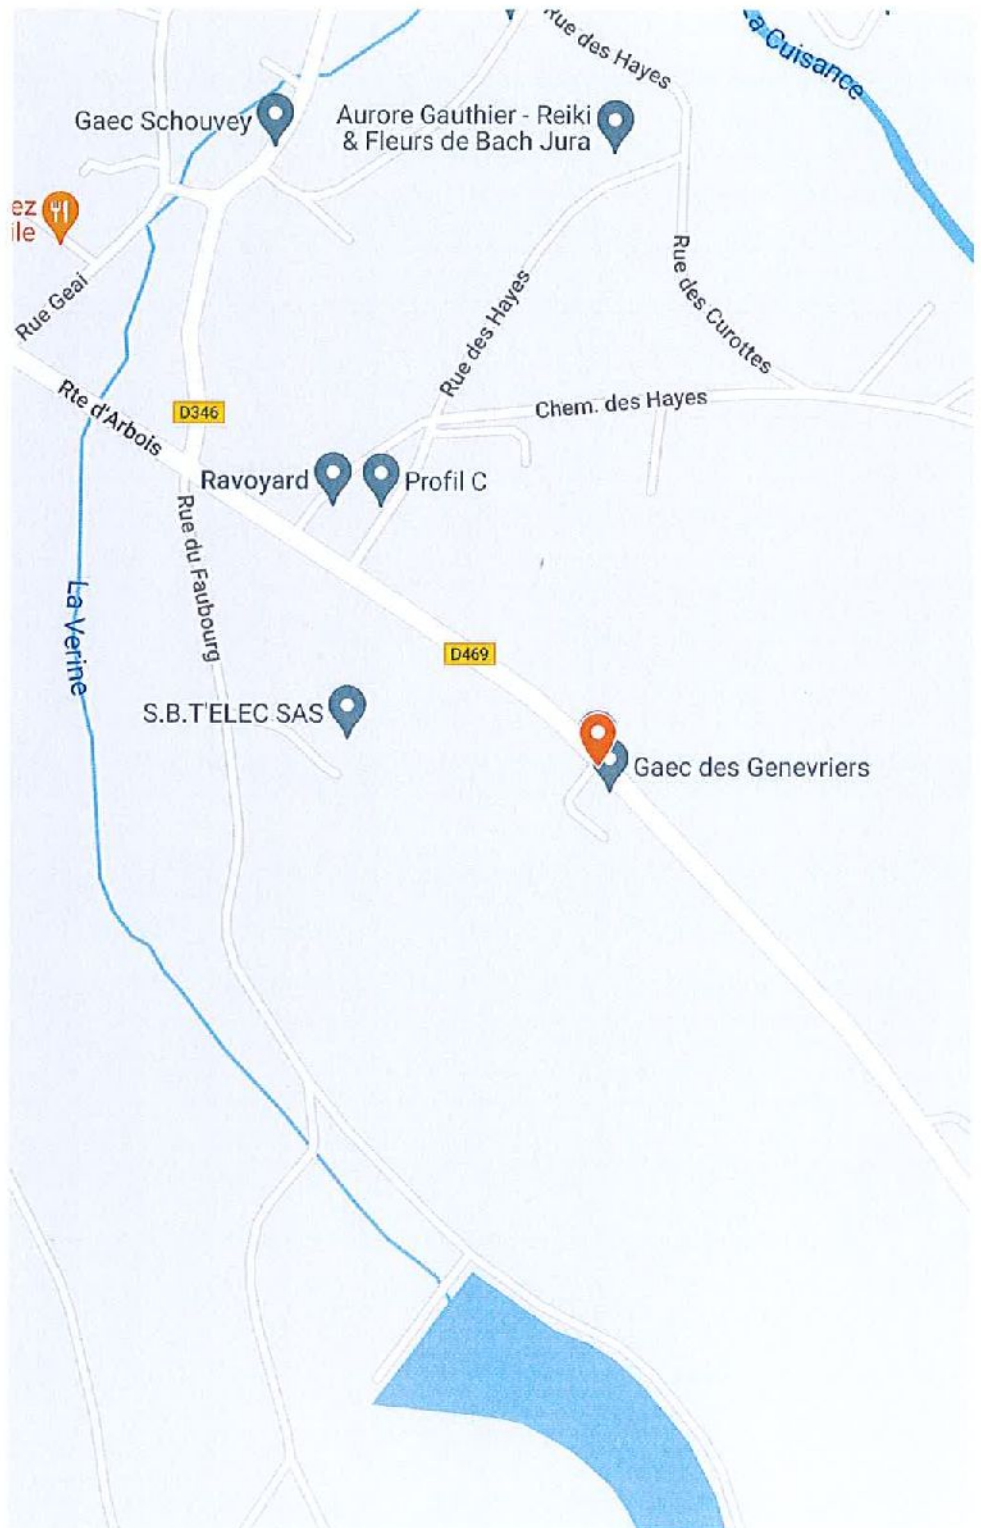 Rue des Hayes
a Cuisance
Gaec Schouvey
Aurore Gauthier - Reiki
& Fleurs de Bach Jura
ez
ile
Rue Geai
Rue des Hayes
Rue des Curottes
Rte d'Arbois
D346
Chem. des Hayes
Ravoyard
Profil C
Rue du Faubourg
La Verine
D469
S.B.T'ELEC SAS
Gaec des Genevriers